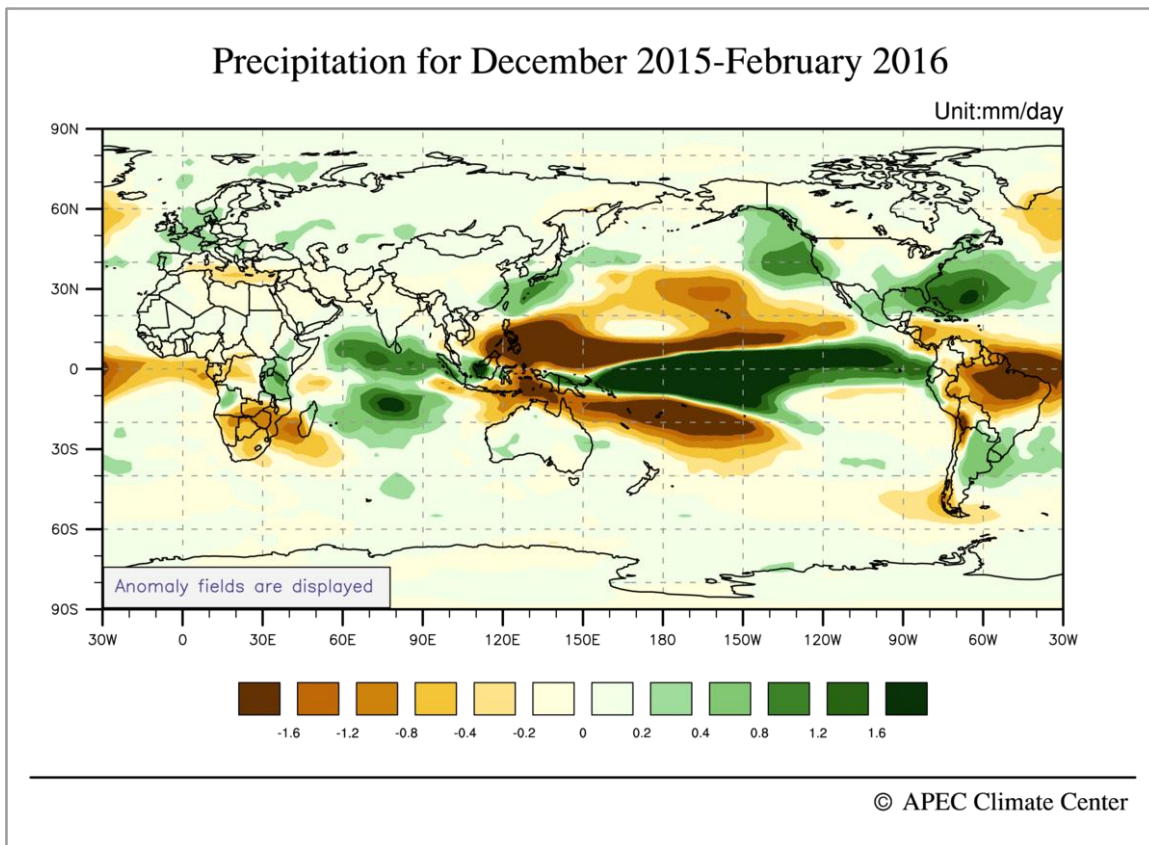 Precipitation for December 2015-February 2016
Unit:mm/day
90N
60N
30N
0
30S
60S
90S
Anomaly fields are displayed
30W 0 30E 60E 90E 120E 150E 180 150W 120W 90W 60W 30W
-1.6 -1.2 -0.8 -0.4 -0.2 0 0.2 0.4 0.8 1.2 1.6
© APEC Climate Center